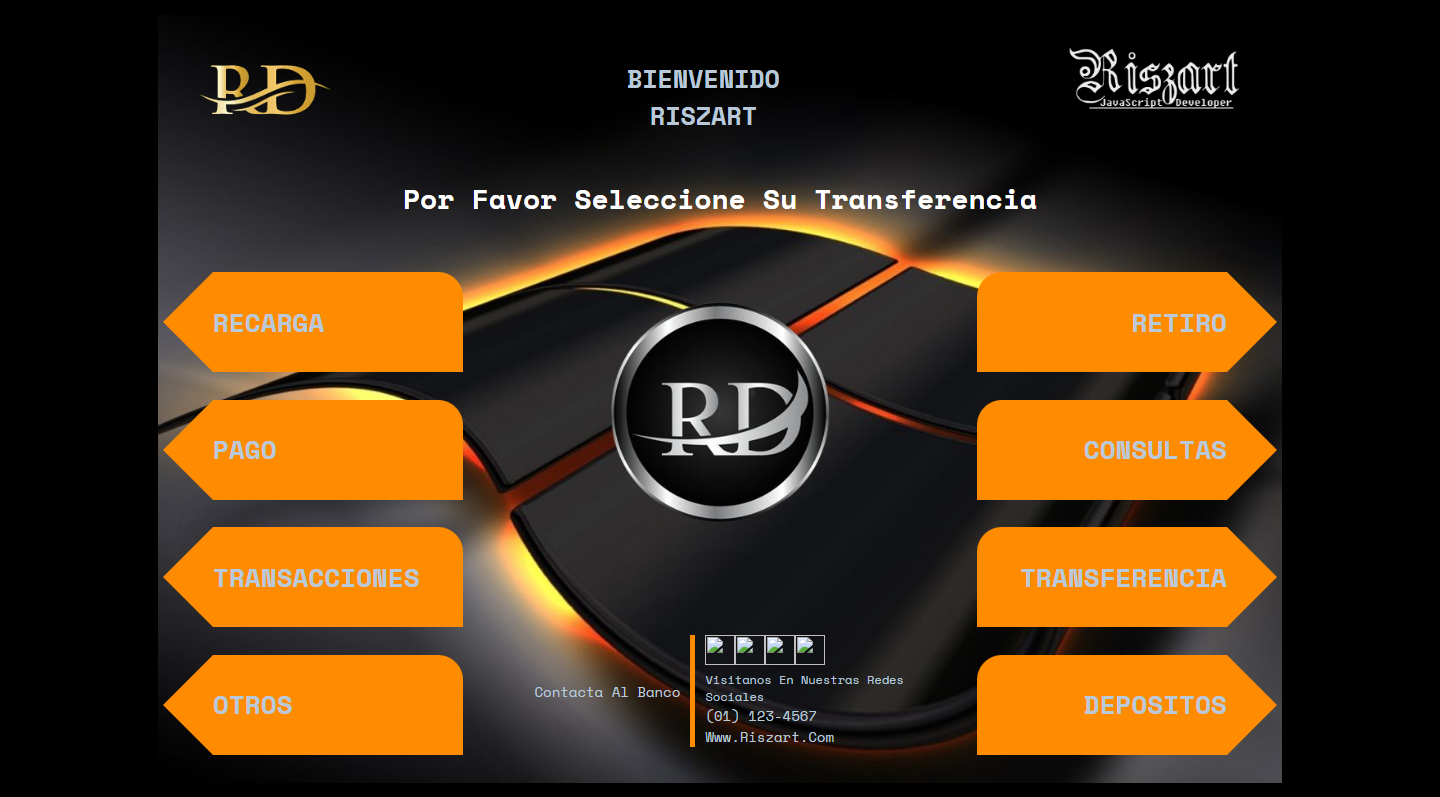 RD
BIENVENIDO
RISZART
Riszart
JavaScript Developer
Por Favor Seleccione Su Transferencia
RECARGA
RETIRO
RD
PAGO
CONSULTAS
TRANSACCIONES
TRANSFERENCIA
OTROS
Contacta Al Banco
Visitanos En Nuestras Redes
Sociales
(01) 123-4567
Www.Riszart.Com
DEPOSITOS